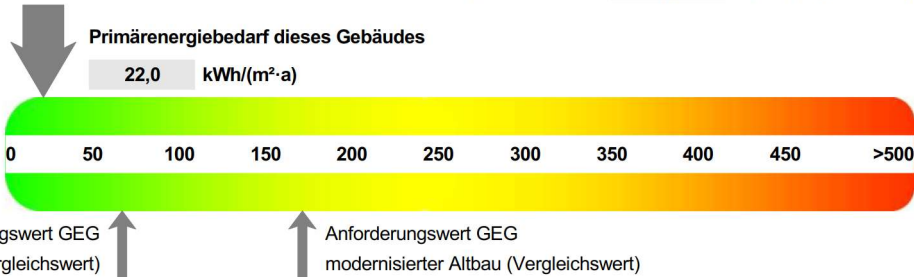 Primärenergiebedarf dieses Gebäudes
22,0 kWh/(m²·a)
0 50 100 150 200 250 300 350 400 450 >500
GEG Anforderungswert GEG
modernisierter Altbau (Vergleichswert)